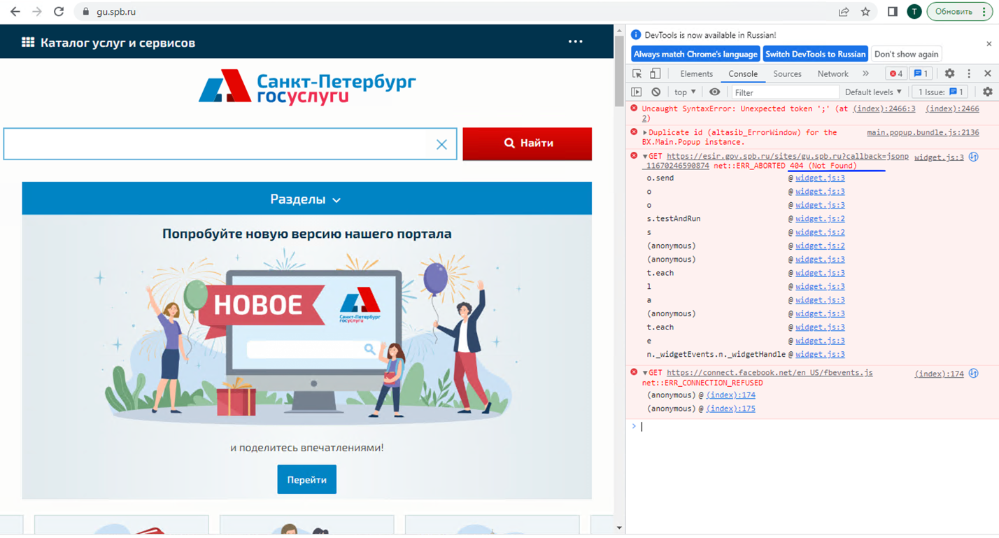 gu.spb.ru
T
Обновить
Каталог услуг и сервисов
Санкт-Петербург
госуслуги
Найти
Разделы
Попробуйте новую версию нашего портала
НОВОЕ
Санкт-Петербург
госуслуги
и поделитесь впечатлениями!
Перейти
DevTools is now available in Russian!
Always match Chrome's language Switch DevTools to Russian Don't show again
Elements Console Sources Network » 4 1
top Filter Default levels 1 Issue: 1
Uncaught SyntaxError: Unexpected token ';' (at (index):2466:3 (index):2466
2)
Duplicate id (altasib_ErrorWindow) for the main.popup.bundle.js:2136
BX.Main.Popup instance.
GET https://esir.gov.spb.ru/sites/gu.spb.ru?callback=jsonp widget.js:3
_11670246590874 net::ERR_ABORTED 404 (Not Found)
o.send @ widget.js:3
o @ widget.js:3
o @ widget.js:3
s.testAndRun @ widget.js:2
s @ widget.js:2
(anonymous) @ widget.js:2
(anonymous) @ widget.js:3
t.each @ widget.js:3
l @ widget.js:3
a @ widget.js:3
(anonymous) @ widget.js:3
t.each @ widget.js:3
e @ widget.js:3
n._widgetEvents.n._widgetHandle @ widget.js:3
GET https://connect.facebook.net/en_US/fbevents.js (index):174
net::ERR_CONNECTION_REFUSED
(anonymous) @ (index):174
(anonymous) @ (index):175